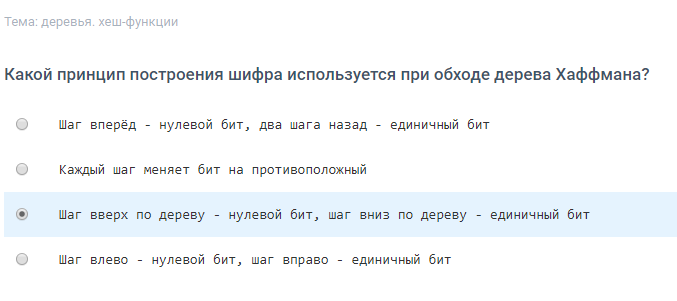 Тема: деревья. хеш-функции
Какой принцип построения шифра используется при обходе дерева Хаффмана?
Шаг вперёд - нулевой бит, два шага назад - единичный бит
Каждый шаг меняет бит на противоположный
Шаг вверх по дереву - нулевой бит, шаг вниз по дереву - единичный бит
Шаг влево - нулевой бит, шаг вправо - единичный бит